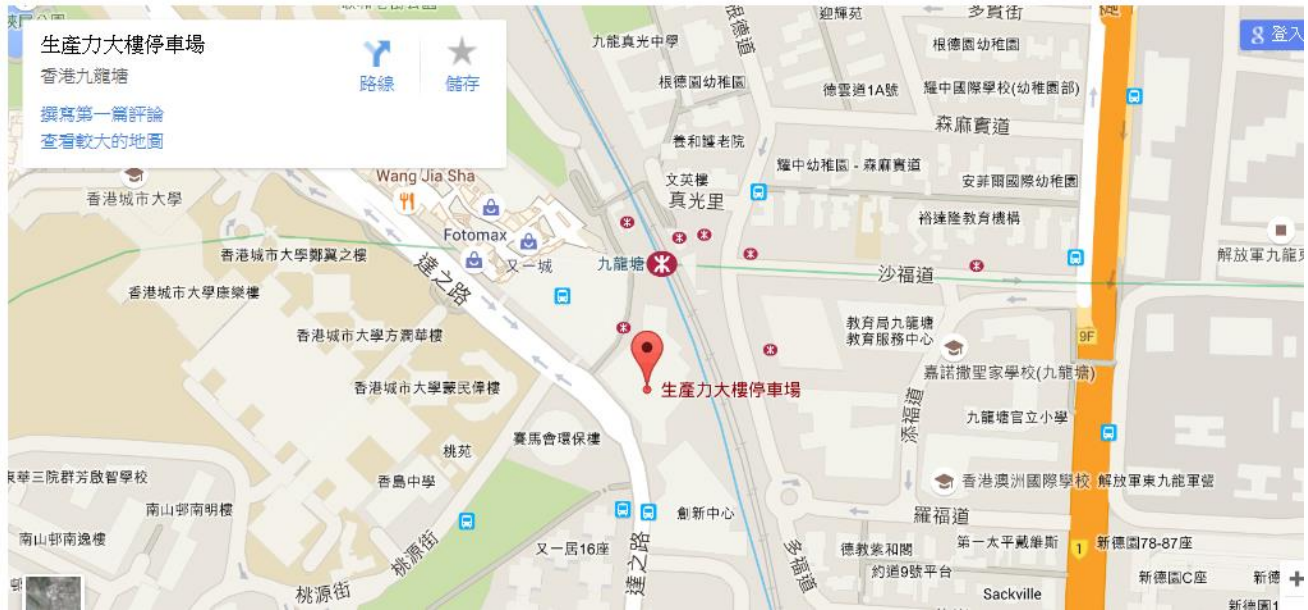 生產力大樓停車場
香港九龍塘
撰寫第一篇評論
查看較大的地圖
路線
儲存
登入
九龍真光中學
根德道
迎輝苑
多實街
根德園幼稚園
根德園幼稚園
德雲道1A號
耀中國際學校(幼稚園部)
森麻實道
養和護老院
耀中幼稚園 - 森麻實道
文英樓
真光里
安菲爾國際幼稚園
裕達隆教育機構
Wang Jia Sha
香港城市大學
Fotomax
又一城
九龍塘
沙福道
解放軍九龍東
香港城市大學鄭翼之樓
達之路
香港城市大學康樂樓
香港城市大學方潤華樓
教育局九龍塘
教育服務中心
9F
嘉諾撒聖家學校(九龍塘)
香港城市大學蒙民偉樓
生產力大樓停車場
添福道
九龍塘官立小學
賽馬會環保樓
桃苑
東華三院群芳啟智學校
香島中學
香港澳洲國際學校
解放軍東九龍軍營
南山邨南明樓
創新中心
羅福道
南山邨南逸樓
桃源街
又一居16座
達之路
多福道
德教紫和閣
第一太平戴維斯
1
新德園78-87座
約道9號平台
新德園C座
新德
桃源街
Sackville
新德園1